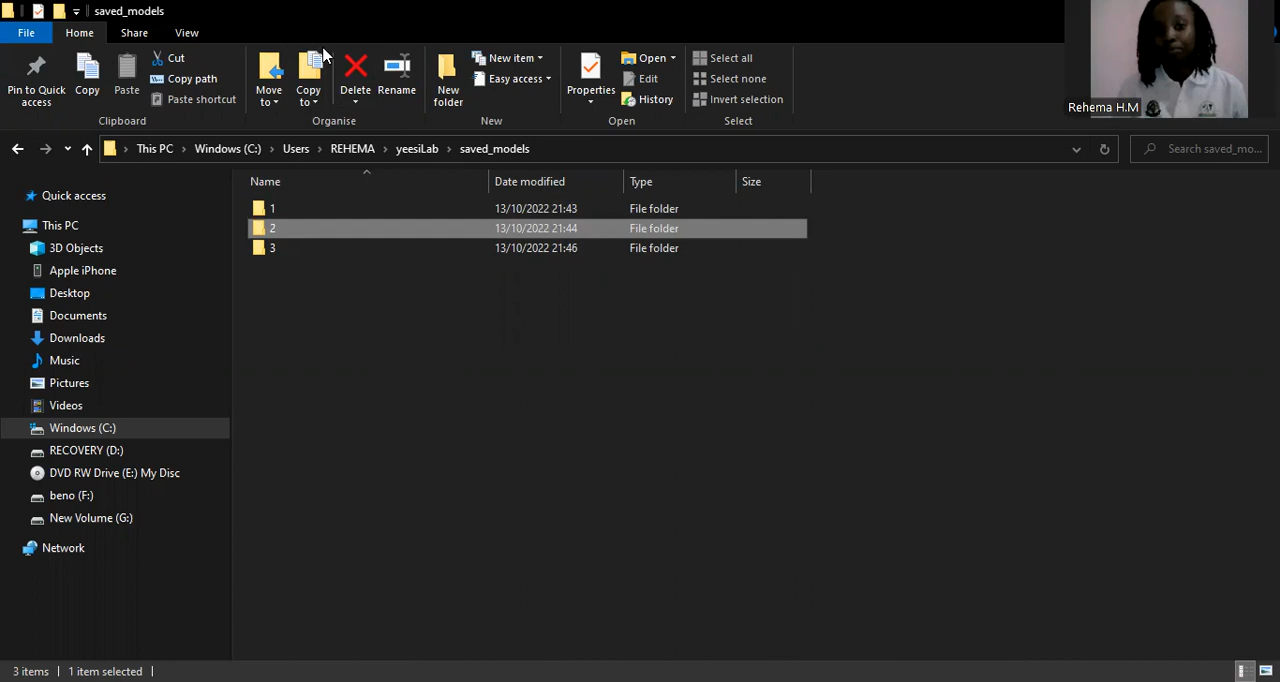 saved_models
File Home Share View
Pin to Quick access
Copy
Paste
Cut
Copy path
Paste shortcut
Clipboard
Move to
Copy to
Delete
Rename
Organise
New folder
New item
Easy access
New
Properties
Open
Edit
History
Open
Select all
Select none
Invert selection
Select
Rehema H.M
This PC Windows (C:) Users REHEMA yeesiLab saved_models
Search saved_mo...
Name Date modified Type Size
1 13/10/2022 21:43 File folder
2 13/10/2022 21:44 File folder
3 13/10/2022 21:46 File folder
Quick access
This PC
3D Objects
Apple iPhone
Desktop
Documents
Downloads
Music
Pictures
Videos
Windows (C:)
RECOVERY (D:)
DVD RW Drive (E:) My Disc
beno (F:)
New Volume (G:)
Network
3 items 1 item selected